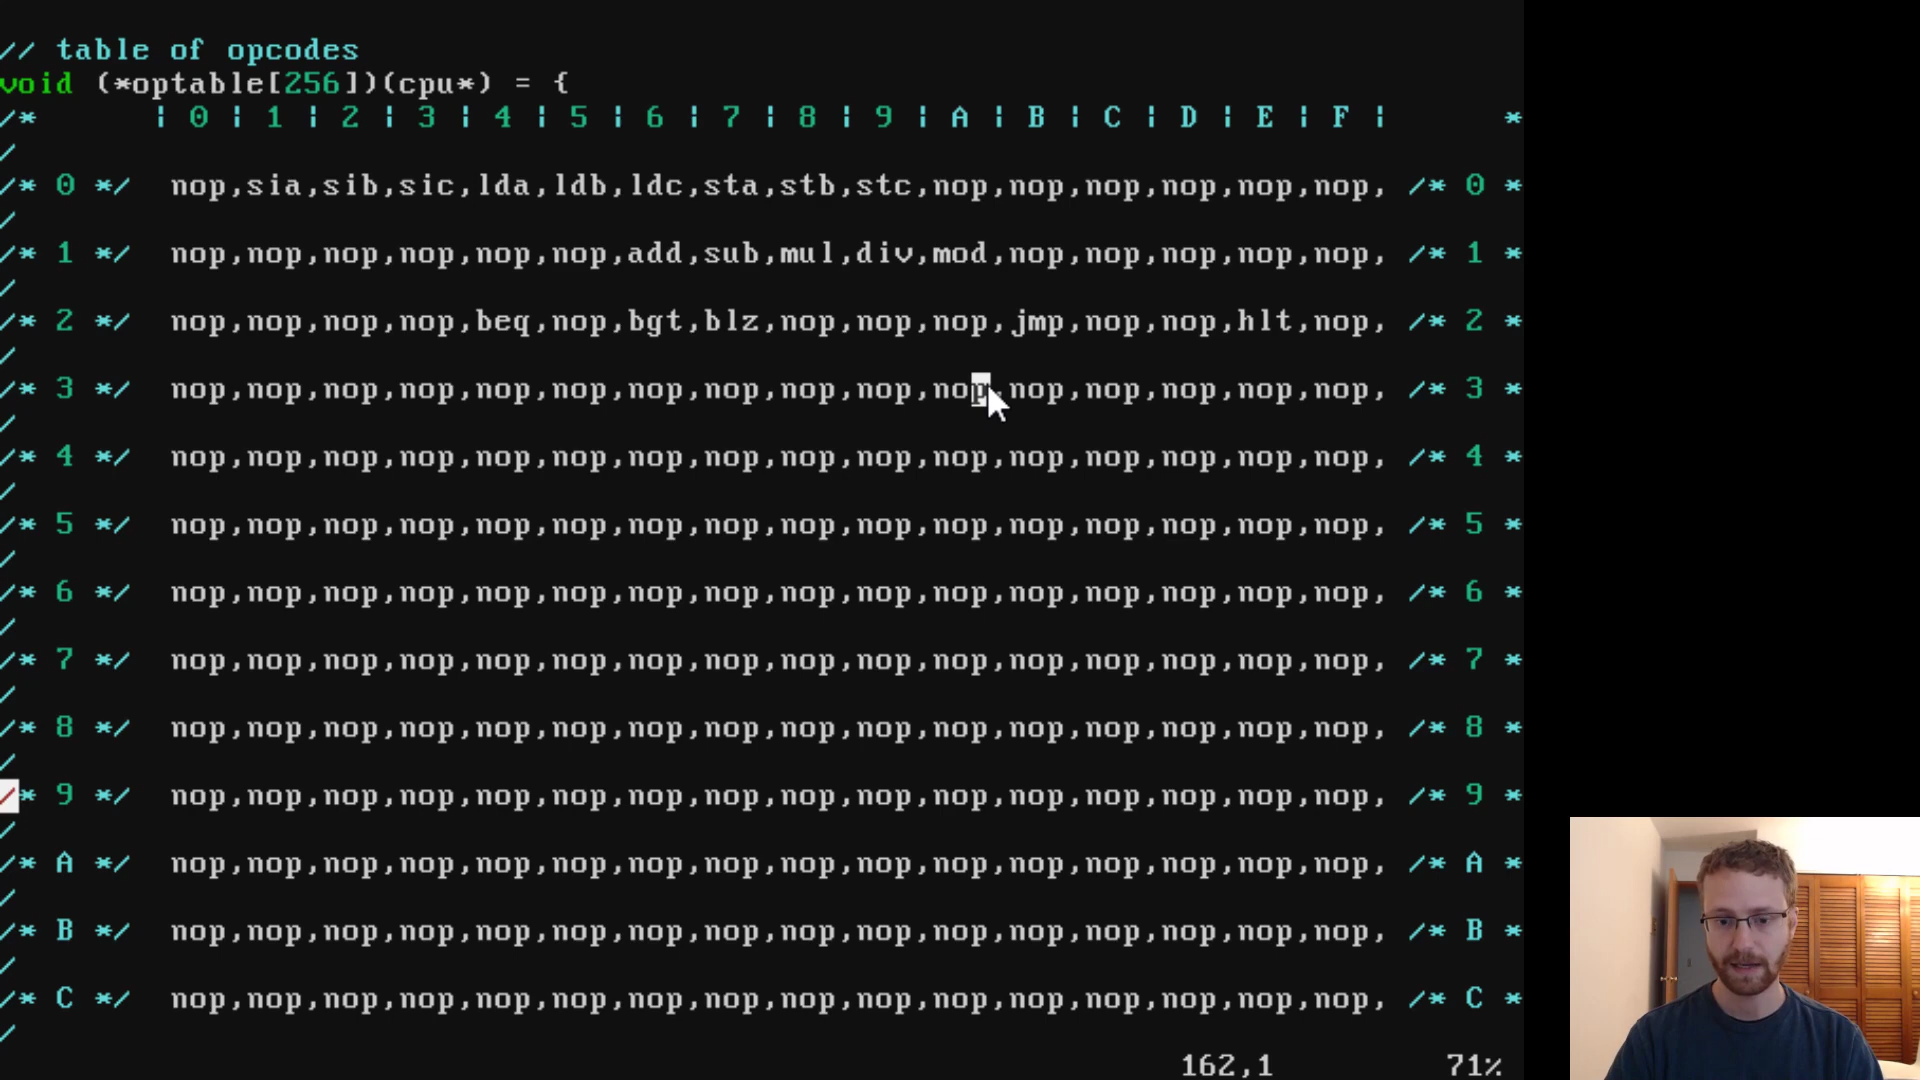 // table of opcodes
void (*optable[256])(cpu*) = {
/* | 0 | 1 | 2 | 3 | 4 | 5 | 6 | 7 | 8 | 9 | A | B | C | D | E | F | *
/
/* 0 */ nop,sia,sib,sic,lda,ldb,ldc,sta,stb,stc,nop,nop,nop,nop,nop,nop, /* 0 *
/
/* 1 */ nop,nop,nop,nop,nop,nop,add,sub,mul,div,mod,nop,nop,nop,nop,nop, /* 1 *
/
/* 2 */ nop,nop,nop,nop,beq,nop,bgt,blz,nop,nop,nop,jmp,nop,nop,hlt,nop, /* 2 *
/
/* 3 */ nop,nop,nop,nop,nop,nop,nop,nop,nop,nop,nop,nop,nop,nop,nop,nop, /* 3 *
/
/* 4 */ nop,nop,nop,nop,nop,nop,nop,nop,nop,nop,nop,nop,nop,nop,nop,nop, /* 4 *
/
/* 5 */ nop,nop,nop,nop,nop,nop,nop,nop,nop,nop,nop,nop,nop,nop,nop,nop, /* 5 *
/
/* 6 */ nop,nop,nop,nop,nop,nop,nop,nop,nop,nop,nop,nop,nop,nop,nop,nop, /* 6 *
/
/* 7 */ nop,nop,nop,nop,nop,nop,nop,nop,nop,nop,nop,nop,nop,nop,nop,nop, /* 7 *
/
/* 8 */ nop,nop,nop,nop,nop,nop,nop,nop,nop,nop,nop,nop,nop,nop,nop,nop, /* 8 *
/
/* 9 */ nop,nop,nop,nop,nop,nop,nop,nop,nop,nop,nop,nop,nop,nop,nop,nop, /* 9 *
/
/* A */ nop,nop,nop,nop,nop,nop,nop,nop,nop,nop,nop,nop,nop,nop,nop,nop, /* A *
/
/* B */ nop,nop,nop,nop,nop,nop,nop,nop,nop,nop,nop,nop,nop,nop,nop,nop, /* B *
/
/* C */ nop,nop,nop,nop,nop,nop,nop,nop,nop,nop,nop,nop,nop,nop,nop,nop, /* C *
/
162,1 71%